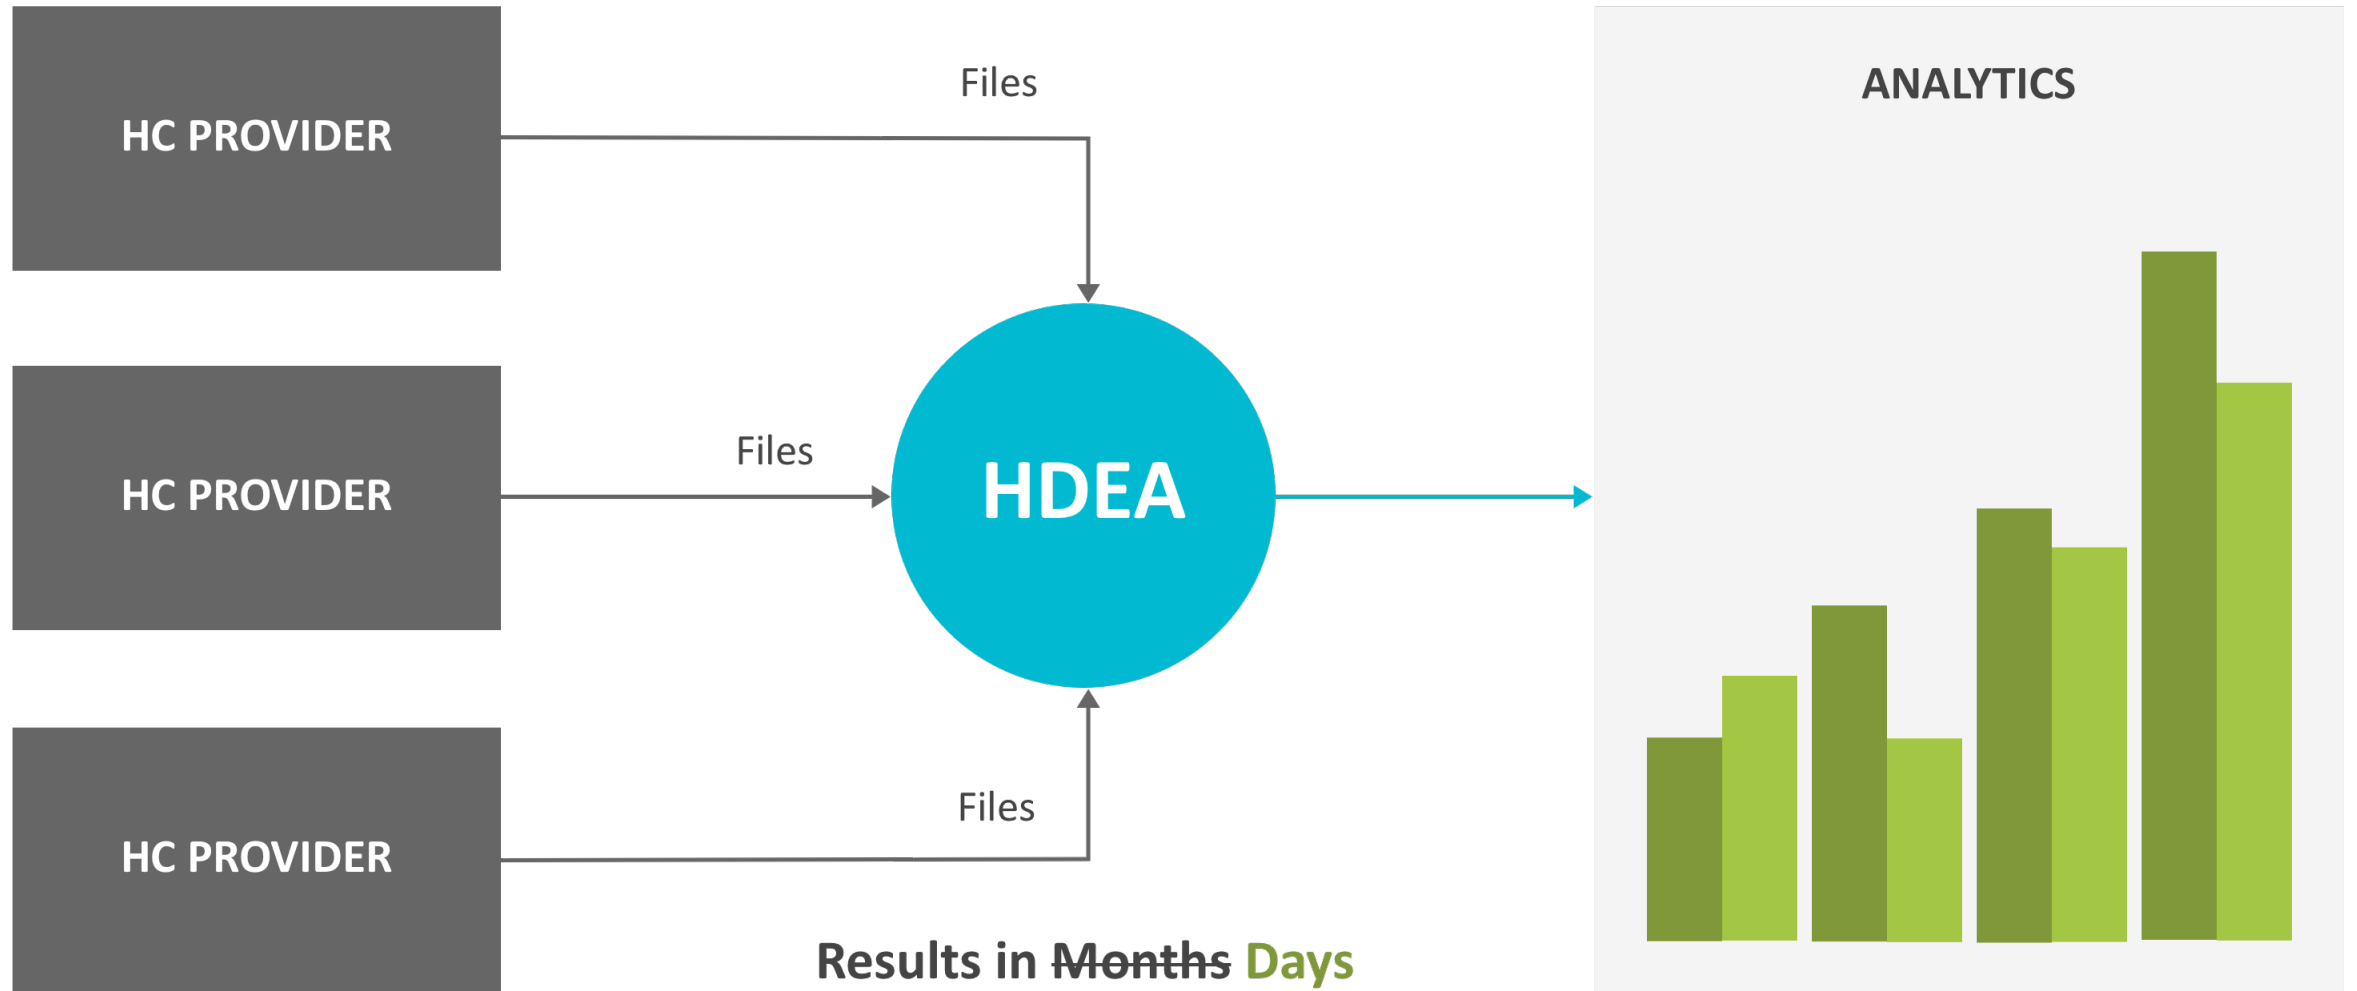 HC PROVIDER
Files
ANALYTICS
HC PROVIDER
Files
HDEA
HC PROVIDER
Files
Results in Months Days